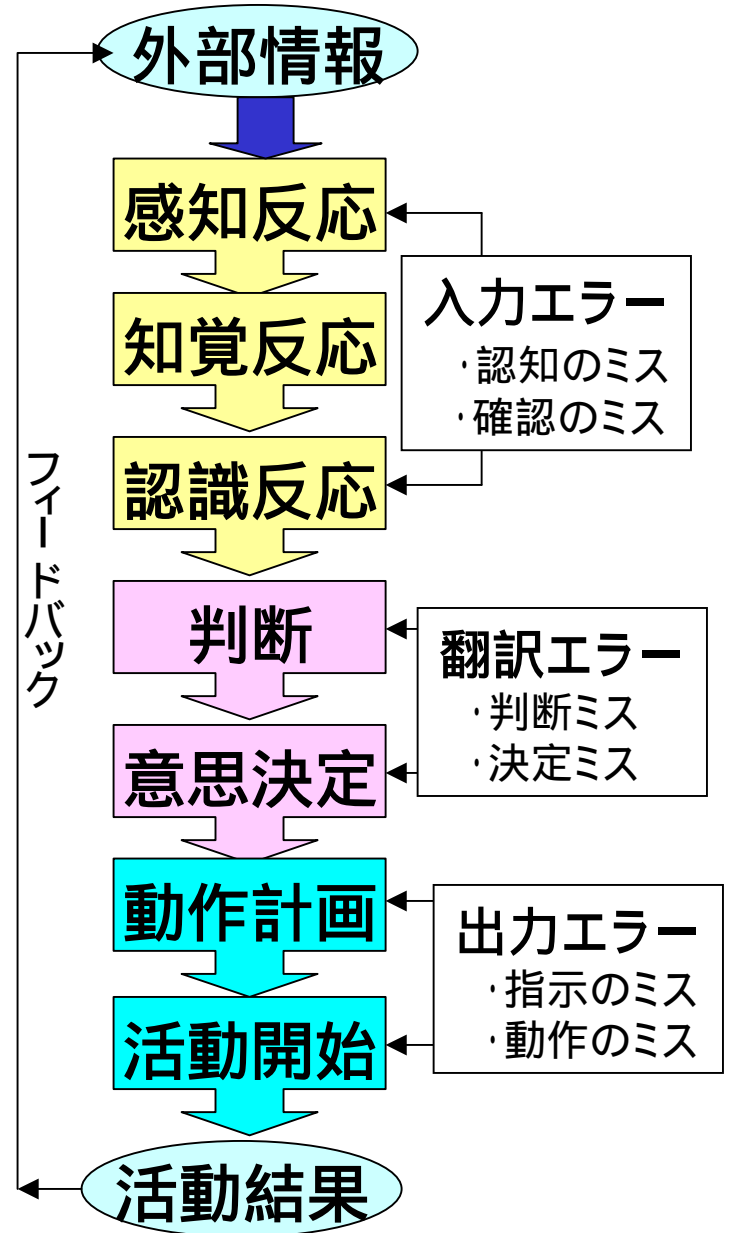 外部情報
感知反応
知覚反応
認識反応
判断
意思決定
動作計画
活動開始
活動結果
入力エラー
・認知のミス
・確認のミス
翻訳エラー
・判断ミス
・決定ミス
出力エラー
・指示のミス
・動作のミス
フィードバック